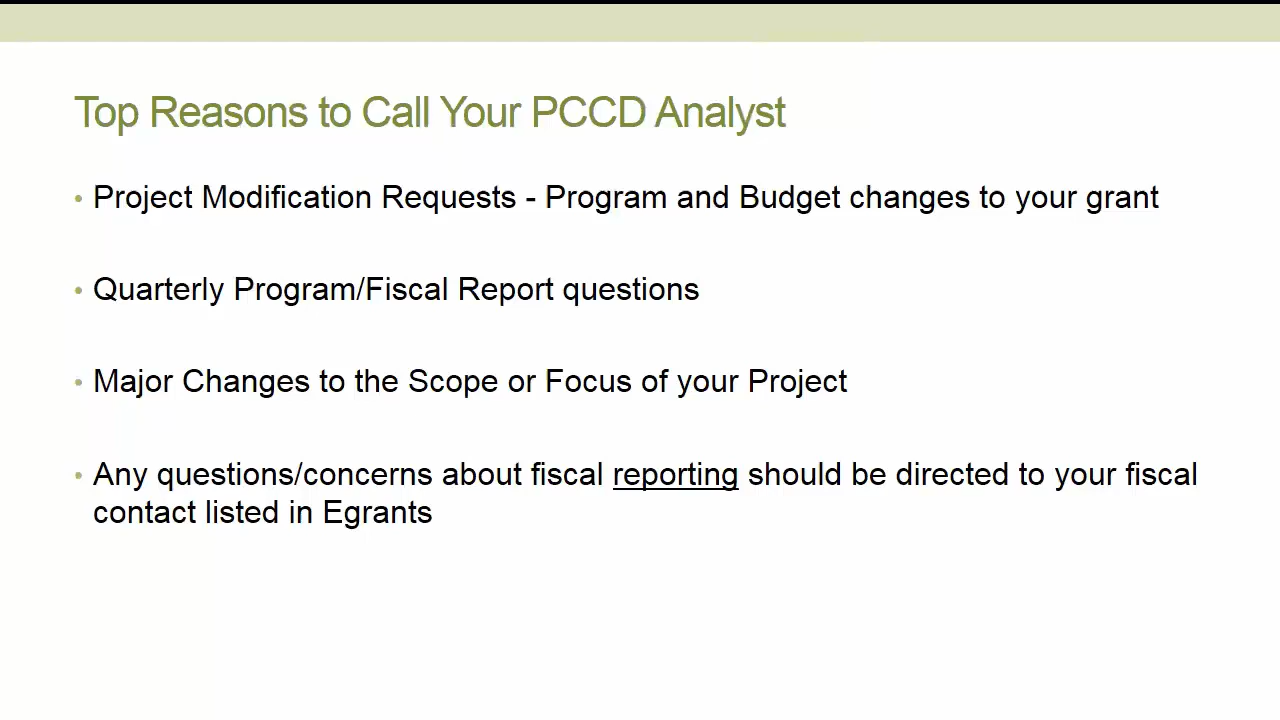 Top Reasons to Call Your PCCD Analyst
• Project Modification Requests - Program and Budget changes to your grant
• Quarterly Program/Fiscal Report questions
• Major Changes to the Scope or Focus of your Project
• Any questions/concerns about fiscal reporting should be directed to your fiscal
contact listed in Egrants